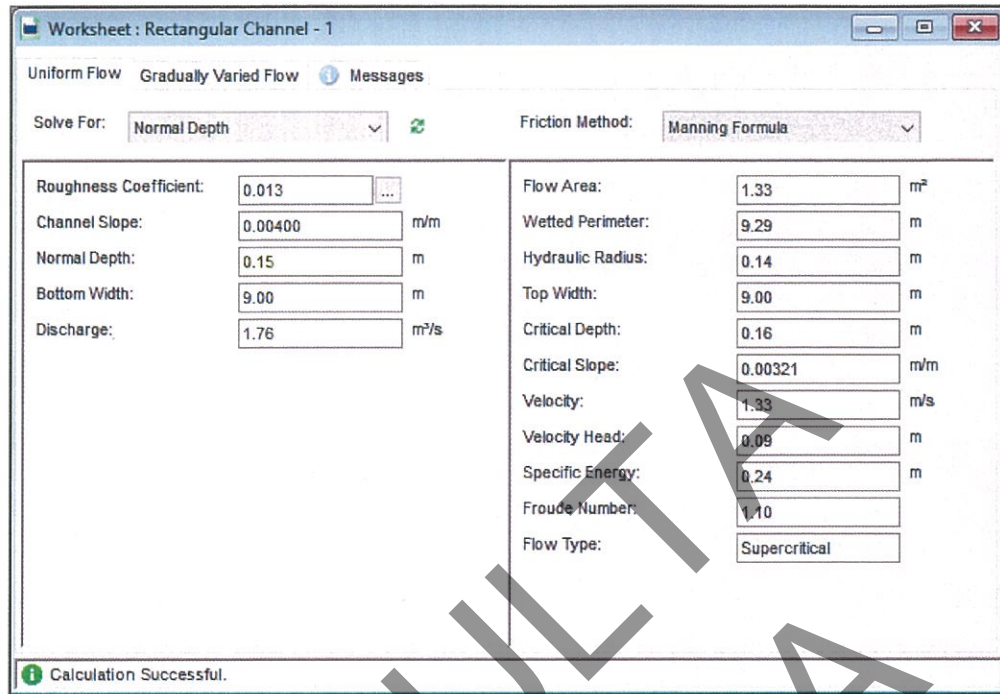 Worksheet : Rectangular Channel - 1
Uniform Flow Gradually Varied Flow Messages
Solve For: Normal Depth
Friction Method: Manning Formula
Roughness Coefficient: 0.013 ...
Channel Slope: 0.00400 m/m
Normal Depth: 0.15 m
Bottom Width: 9.00 m
Discharge: 1.76 m³/s
Flow Area: 1.33 m²
Wetted Perimeter: 9.29 m
Hydraulic Radius: 0.14 m
Top Width: 9.00 m
Critical Depth: 0.16 m
Critical Slope: 0.00321 m/m
Velocity: 1.33 m/s
Velocity Head: 0.09 m
Specific Energy: 0.24 m
Froude Number: 1.10
Flow Type: Supercritical
Calculation Successful.
ULTA
A